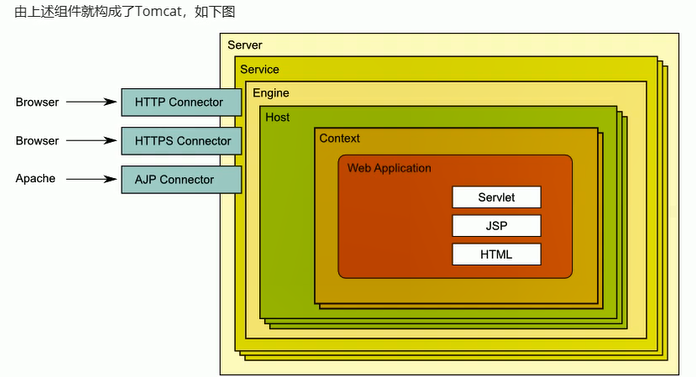 由上述组件就构成了Tomcat，如下图
Server
Service
Engine
Host
Context
Web Application
Servlet
JSP
HTML
Browser
HTTP Connector
Browser
HTTPS Connector
Apache
AJP Connector